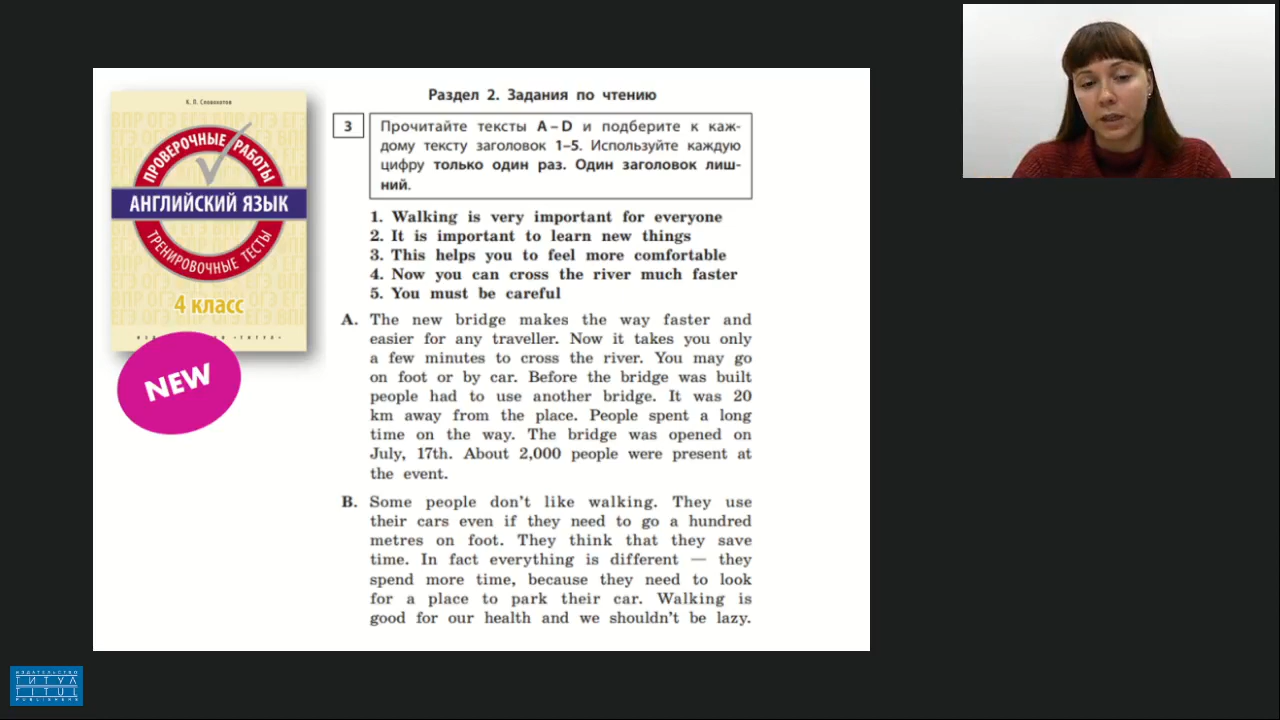 К. П. Словохотов
ПРОВЕРОЧНЫЕ РАБОТЫ
АНГЛИЙСКИЙ ЯЗЫК
ТРЕНИРОВОЧНЫЕ ТЕСТЫ
4 класс
NEW
Раздел 2. Задания по чтению
3
Прочитайте тексты A – D и подберите к каж-
дому тексту заголовок 1–5. Используйте каждую
цифру только один раз. Один заголовок лиш-
ний.
1. Walking is very important for everyone
2. It is important to learn new things
3. This helps you to feel more comfortable
4. Now you can cross the river much faster
5. You must be careful
A. The new bridge makes the way faster and
easier for any traveller. Now it takes you only
a few minutes to cross the river. You may go
on foot or by car. Before the bridge was built
people had to use another bridge. It was 20
km away from the place. People spent a long
time on the way. The bridge was opened on
July, 17th. About 2,000 people were present at
the event.
B. Some people don't like walking. They use
their cars even if they need to go a hundred
metres on foot. They think that they save
time. In fact everything is different — they
spend more time, because they need to look
for a place to park their car. Walking is
good for our health and we shouldn't be lazy.
ИЗДАТЕЛЬСТВО
ТИТУЛ
TITUL
PUBLISHERS